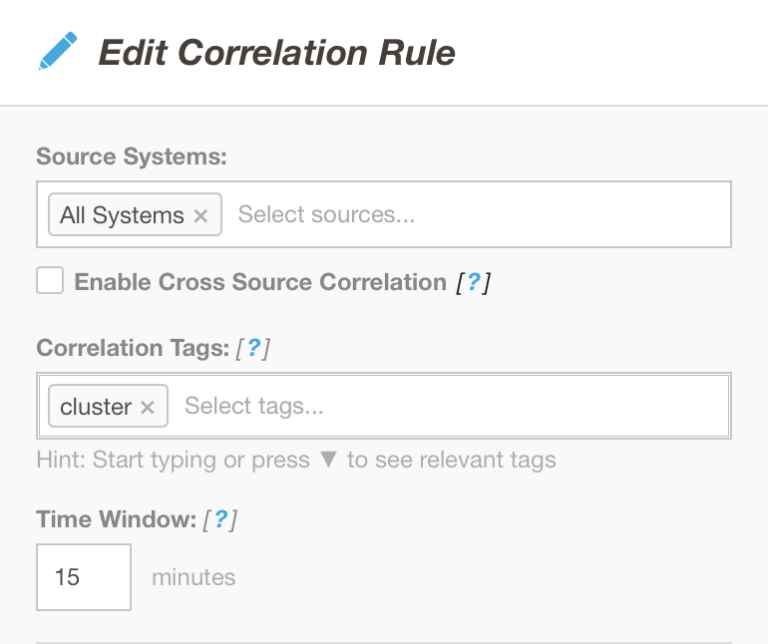 Edit Correlation Rule
Source Systems:
All Systems × Select sources...
Enable Cross Source Correlation [?]
Correlation Tags: [?]
cluster × Select tags...
Hint: Start typing or press ▼ to see relevant tags
Time Window: [?]
15 minutes